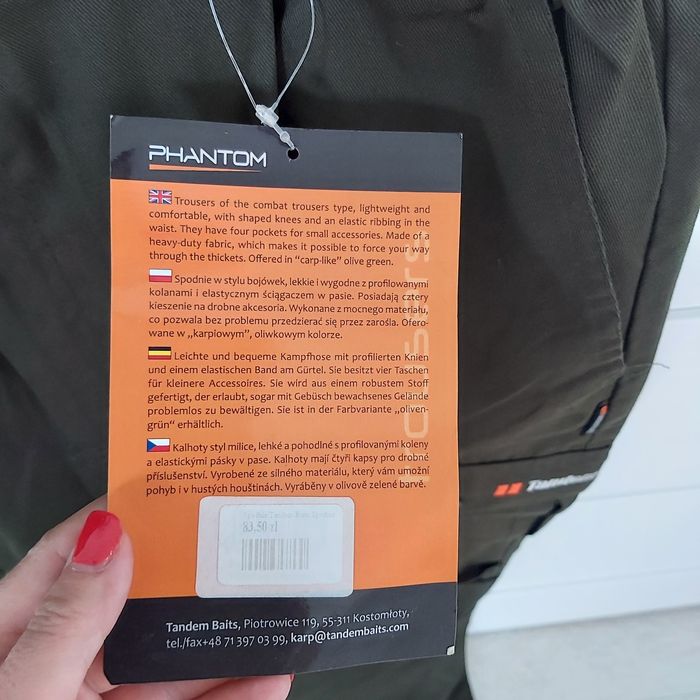 PHANTOM
Trousers of the combat trousers type, lightweight and
comfortable, with shaped knees and an elastic ribbing in the
waist. They have four pockets for small accessories. Made of a
heavy-duty fabric, which makes it possible to force your way
through the thickets. Offered in "carp-like" olive green.
Spodnie w stylu bojówek, lekkie i wygodne z profilowanymi
kolanami i elastycznym ściągaczem w pasie. Posiadają cztery
kieszenie na drobne akcesoria. Wykonane z mocnego materiału,
co pozwala bez problemu przedzierać się przez zarośla. Ofero-
wane w „karpiowym", oliwkowym kolorze.
Leichte und bequeme Kampfhose mit profilierten Knien
und einem elastischen Band am Gürtel. Sie besitzt vier Taschen
für kleinere Accessoires. Sie wird aus einem robustem Stoff
gefertigt, der erlaubt, sogar mit Gebüsch bewachsenes Gelände
problemlos zu bewältigen. Sie ist in der Farbvariante „oliven-
grün" erhältlich.
Kalhoty styl milice, lehké a pohodlné s profilovanými koleny
a elastickými pásky v pase. Kalhoty mají čtyři kapsy pro drobné
příslušenství. Vyrobené ze silného materiálu, který vám umožní
pohyb i v hustých houštinách. Vyráběny v olivově zelené barvě.
83,50 zł
Tandem Baits, Piotrowice 119, 55-311 Kostomłoty,
tel./fax+48 71 397 03 99, karp@tandembaits.com
Tandem